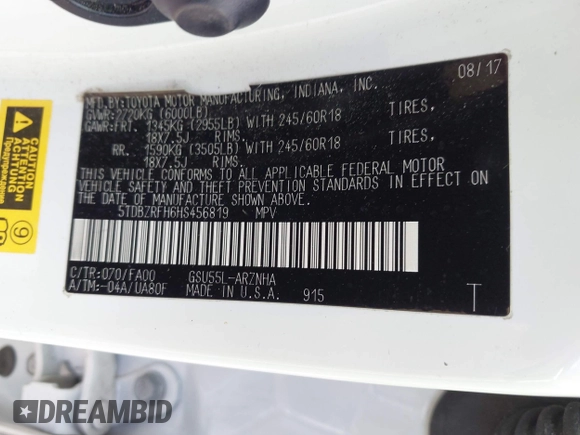 MFD.BY:TOYOTA MOTOR MANUFACTURING, INDIANA, INC. 08/17
GVWR:2720KG (6000LB)
GAWR:FRT. 1345KG (2955LB) WITH 245/60R18 TIRES,
18X7.5J RIMS.
RR. 1590KG (3505LB) WITH 245/60R18 TIRES,
18X7.5J RIMS.
THIS VEHICLE CONFORMS TO ALL APPLICABLE FEDERAL MOTOR
VEHICLE SAFETY AND THEFT PREVENTION STANDARDS IN EFFECT ON
THE DATE OF MANUFACTURE SHOWN ABOVE.
5TDBZRFH6HS456819 MPV
C/TR:070/FA00 GSU55L-ARZNHA
A/TM:-04A/UA80F MADE IN U.S.A. 915 T
ATTENTION
ACHTUNG
9
DREAMBID